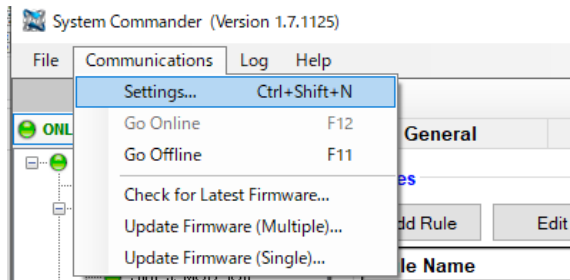 System Commander (Version 1.7.1125)
File Communications Log Help
Settings... Ctrl+Shift+N
ONL
Go Online F12
General
Go Offline F11
es
Check for Latest Firmware...
Update Firmware (Multiple)...
dd Rule Edit
Update Firmware (Single)...
le Name